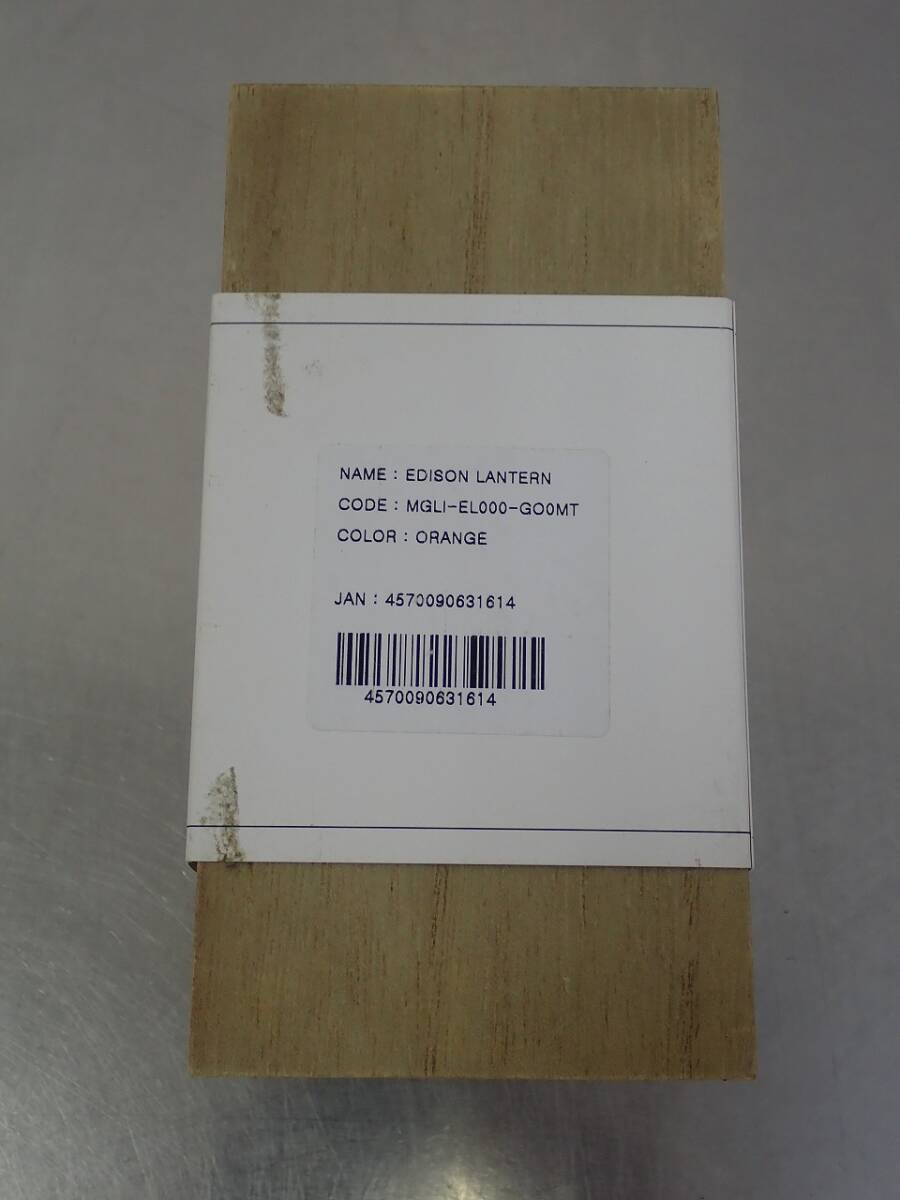 NAME : EDISON LANTERN
CODE : MGLI-EL000-GO0MT
COLOR : ORANGE
JAN : 4570090631614
4570090631614